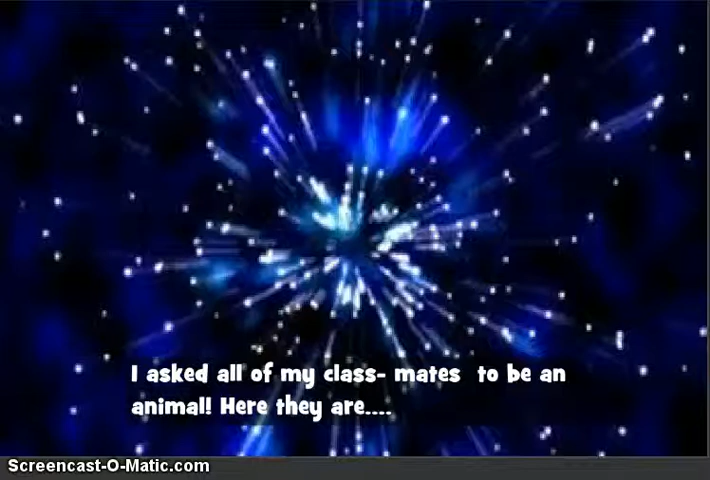 I asked all of my class- mates to be an
animal! Here they are....
Screencast-O-Matic.com